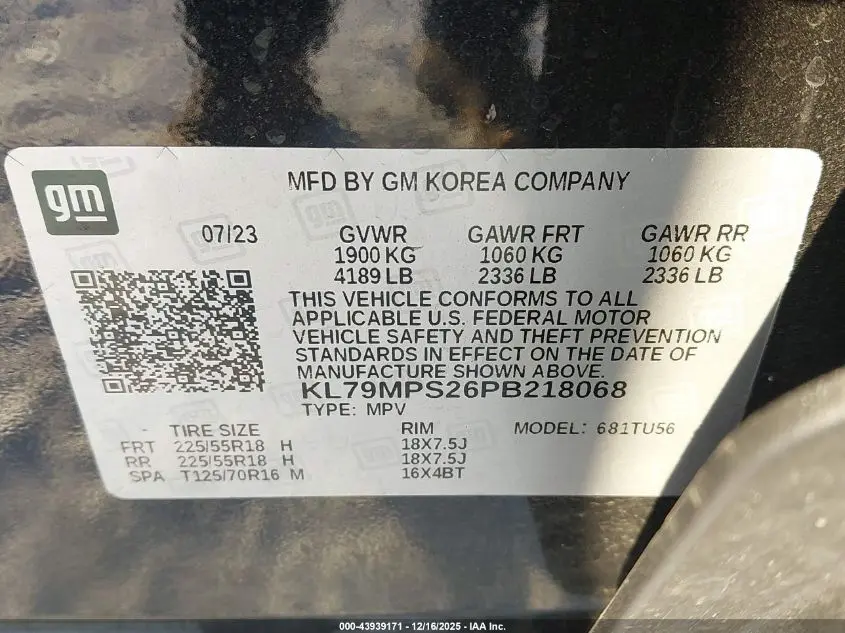 gm
MFD BY GM KOREA COMPANY
07/23 GVWR GAWR FRT GAWR RR
1900 KG 1060 KG 1060 KG
4189 LB 2336 LB 2336 LB
THIS VEHICLE CONFORMS TO ALL
APPLICABLE U.S. FEDERAL MOTOR
VEHICLE SAFETY AND THEFT PREVENTION
STANDARDS IN EFFECT ON THE DATE OF
MANUFACTURE SHOWN ABOVE.
KL79MPS26PB218068
TYPE: MPV
TIRE SIZE RIM MODEL: 681TU56
FRT 225/55R18 H 18X7.5J
RR 225/55R18 H 18X7.5J
SPA T125/70R16 M 16X4BT
000-43939171 - 12/16/2025 - IAA Inc.